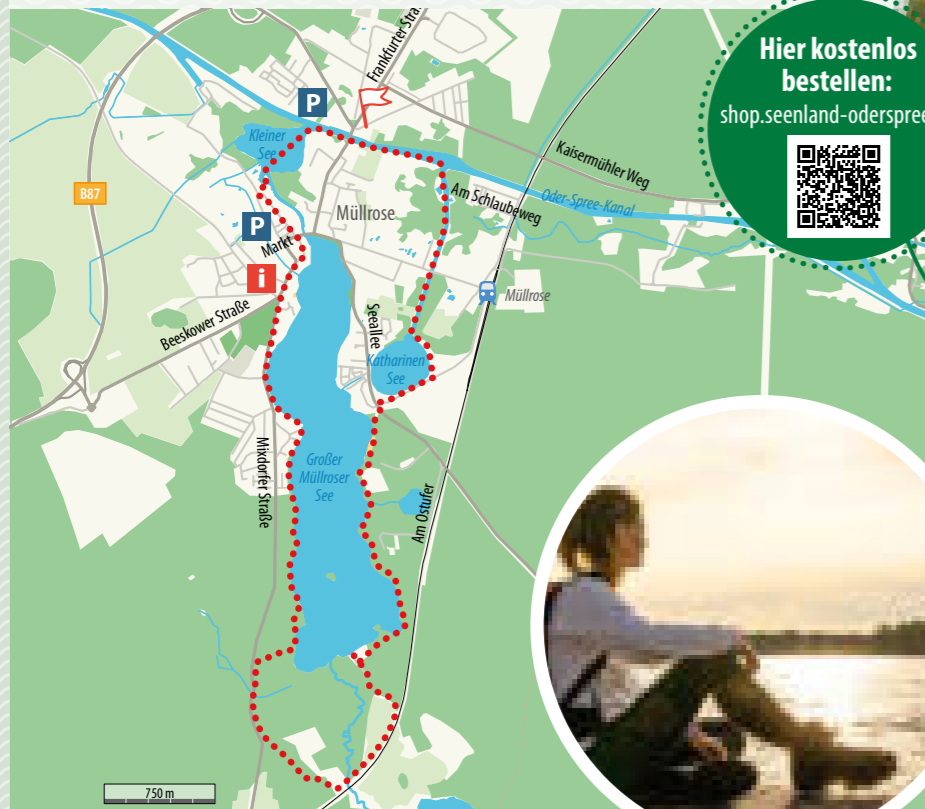 Hier kostenlos
bestellen:
shop.seenland-oderspree
Frankfurter Stra
P
Kleiner
See
B87
Kaisermühler Weg
Am Schlaubeweg
Oder-Spree-Kanal
Müllrose
P
Markt
i
Müllrose
Beeskower Straße
Seeallee
Katharinen
See
Mixdorfer Straße
Großer
Müllroser
See
Am Ostufer
750 m